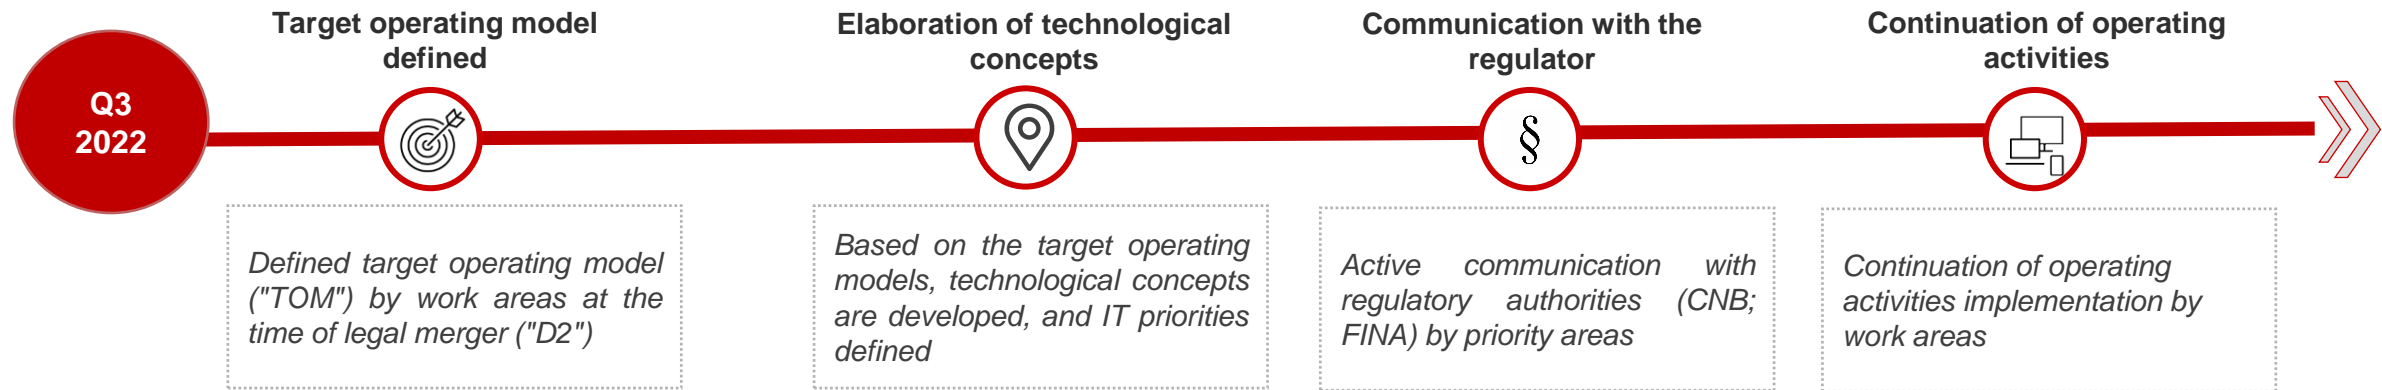 Q3
2022
Target operating model
defined
Defined target operating model
("TOM") by work areas at the
time of legal merger ("D2")
Elaboration of technological
concepts
Based on the target operating
models, technological concepts
are developed, and IT priorities
defined
Communication with the
regulator
§
Active communication with
regulatory authorities (CNB;
FINA) by priority areas
Continuation of operating
activities
Continuation of operating
activities implementation by
work areas